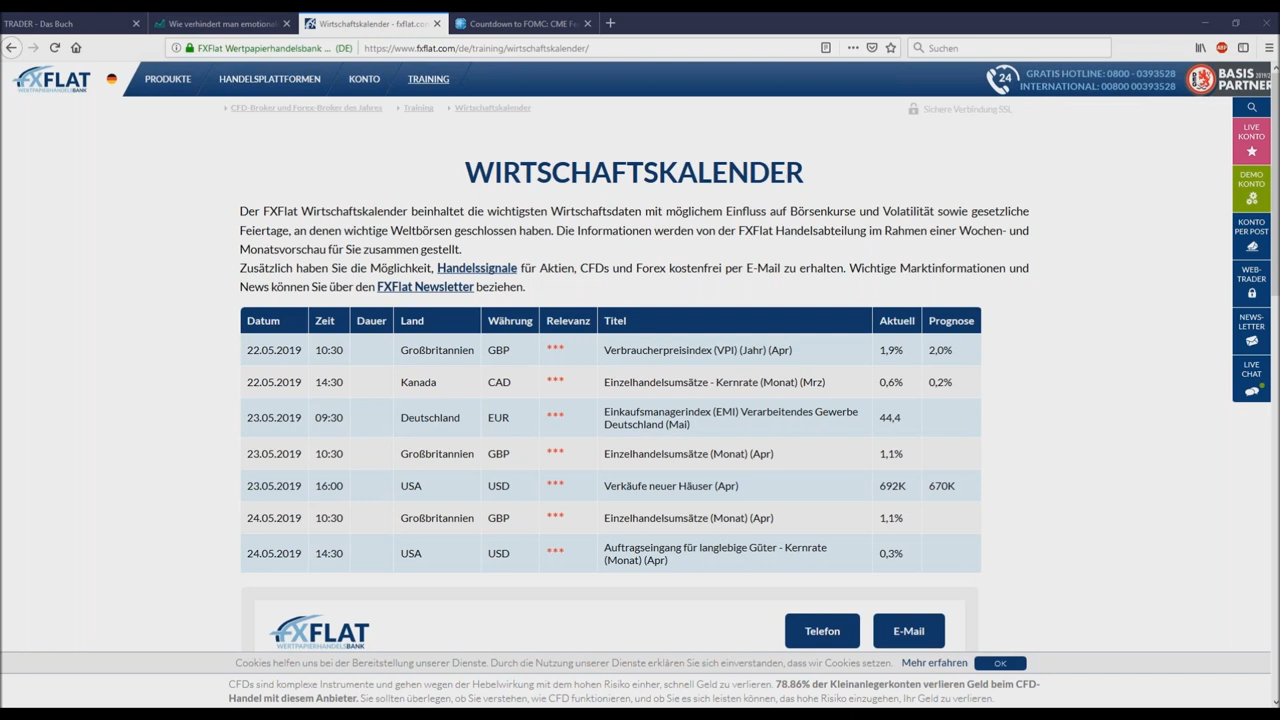 TRADER - Das Buch
Wie verhindert man emotional
Wirtschaftskalender - fxflat.com
Countdown to FOMC: CME Fe
FXFlat Wertpapierhandelsbank ... (DE)
https://www.fxflat.com/de/training/wirtschaftskalender/
Suchen
ABP
FXFLAT
WERTPAPIERHANDELSBANK
PRODUKTE
HANDELSPLATTFORMEN
KONTO
TRAINING
24
GRATIS HOTLINE: 0800 - 0393528
INTERNATIONAL: 00800 00393528
BASIS
PARTNER
CFD-Broker und Forex-Broker des Jahres
Training
Wirtschaftskalender
Sichere Verbindung SSL
LIVE
KONTO
DEMO
KONTO
KONTO
PER POST
WEB-
TRADER
NEWS-
LETTER
LIVE
CHAT
WIRTSCHAFTSKALENDER
Der FXFlat Wirtschaftskalender beinhaltet die wichtigsten Wirtschaftsdaten mit möglichem Einfluss auf Börsenkurse und Volatilität sowie gesetzliche
Feiertage, an denen wichtige Weltbörsen geschlossen haben. Die Informationen werden von der FXFlat Handelsabteilung im Rahmen einer Wochen- und
Monatsvorschau für Sie zusammen gestellt.
Zusätzlich haben Sie die Möglichkeit, Handelssignale für Aktien, CFDs und Forex kostenfrei per E-Mail zu erhalten. Wichtige Marktinformationen und
News können Sie über den FXFlat Newsletter beziehen.
Datum Zeit Dauer Land Währung Relevanz Titel Aktuell Prognose
22.05.2019 10:30 Großbritannien GBP *** Verbraucherpreisindex (VPI) (Jahr) (Apr) 1,9% 2,0%
22.05.2019 14:30 Kanada CAD *** Einzelhandelsumsätze - Kernrate (Monat) (Mrz) 0,6% 0,2%
23.05.2019 09:30 Deutschland EUR *** Einkaufsmanagerindex (EMI) Verarbeitendes Gewerbe
Deutschland (Mai) 44,4
23.05.2019 10:30 Großbritannien GBP *** Einzelhandelsumsätze (Monat) (Apr) 1,1%
23.05.2019 16:00 USA USD *** Verkäufe neuer Häuser (Apr) 692K 670K
24.05.2019 10:30 Großbritannien GBP *** Einzelhandelsumsätze (Monat) (Apr) 1,1%
24.05.2019 14:30 USA USD *** Auftragseingang für langlebige Güter - Kernrate
(Monat) (Apr) 0,3%
FXFLAT
WERTPAPIERHANDELSBANK
Telefon
E-Mail
Cookies helfen uns bei der Bereitstellung unserer Dienste. Durch die Nutzung unserer Dienste erklären Sie sich einverstanden, dass wir Cookies setzen. Mehr erfahren OK
CFDs sind komplexe Instrumente und gehen wegen der Hebelwirkung mit dem hohen Risiko einher, schnell Geld zu verlieren. 78.86% der Kleinanlegerkonten verlieren Geld beim CFD-
Handel mit diesem Anbieter. Sie sollten überlegen, ob Sie verstehen, wie CFD funktionieren, und ob Sie es sich leisten können, das hohe Risiko einzugehen, Ihr Geld zu verlieren.